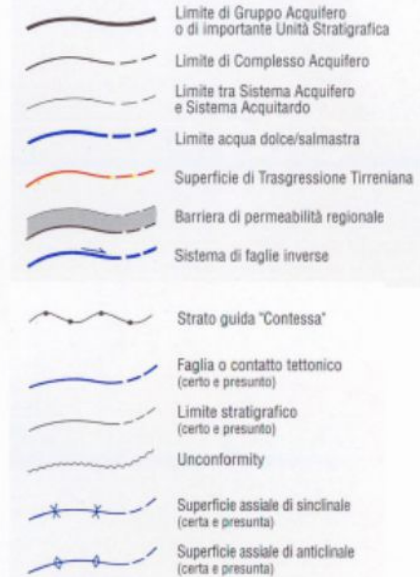 Limite di Gruppo Acquifero
o di importante Unità Stratigrafica
Limite di Complesso Acquifero
Limite tra Sistema Acquifero
e Sistema Acquitardo
Limite acqua dolce/salmastra
Superficie di Trasgressione Tirreniana
Barriera di permeabilità regionale
Sistema di faglie inverse
Strato guida "Contessa"
Faglia o contatto tettonico
(certo e presunto)
Limite stratigrafico
(certo e presunto)
Unconformity
Superficie assiale di sinclinale
(certa e presunta)
Superficie assiale di anticlinale
(certa e presunta)